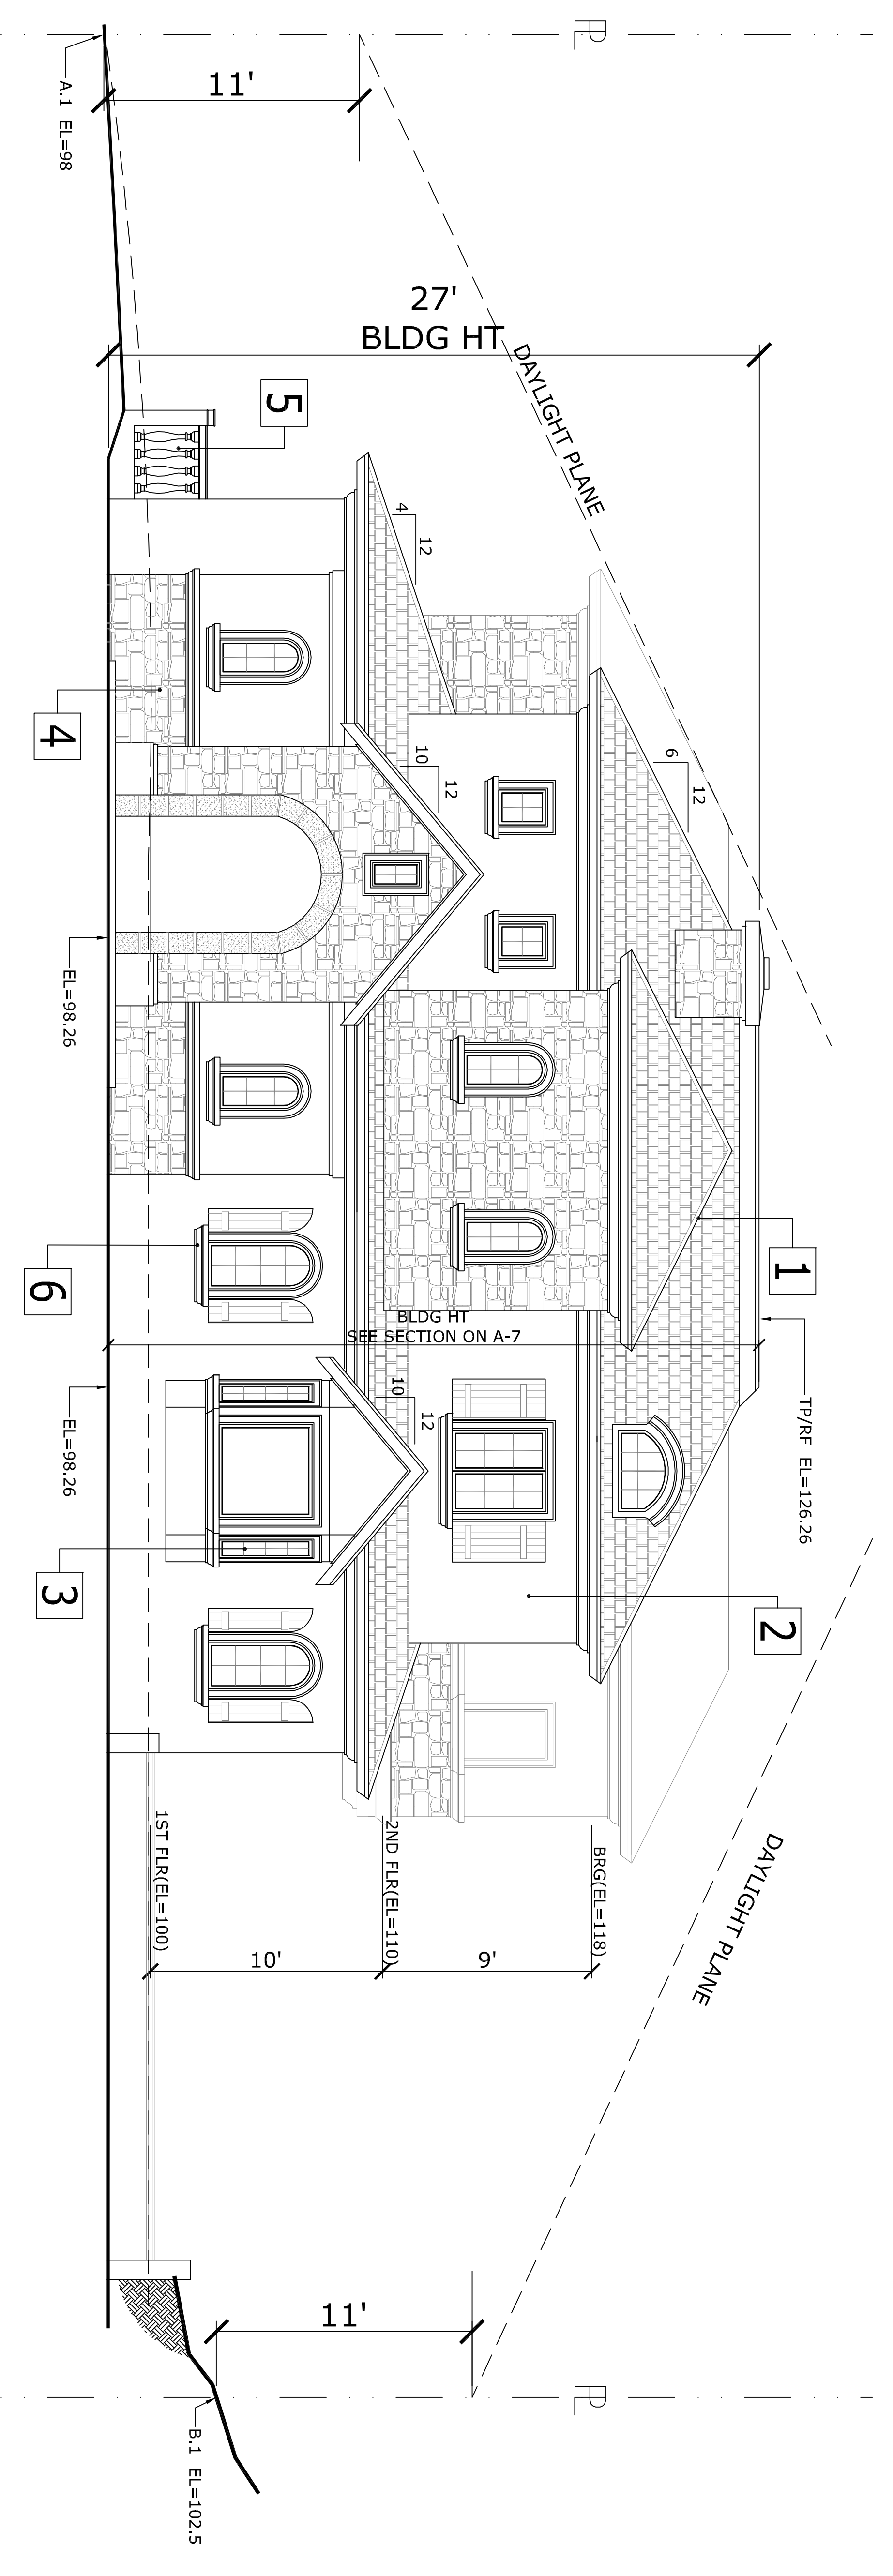 PL
11'
A.1 EL=98
27'
BLDG HT
DAYLIGHT PLANE
5
4
12
4
10
12
6
12
EL=98.26
6
1
BLDG HT
SEE SECTION ON A-7
TP/RF EL=126.26
10
12
EL=98.26
3
2
1ST FLR(EL=100)
2ND FLR(EL=110)
BRG(EL=118)
10'
9'
DAYLIGHT PLANE
11'
PL
B.1 EL=102.5